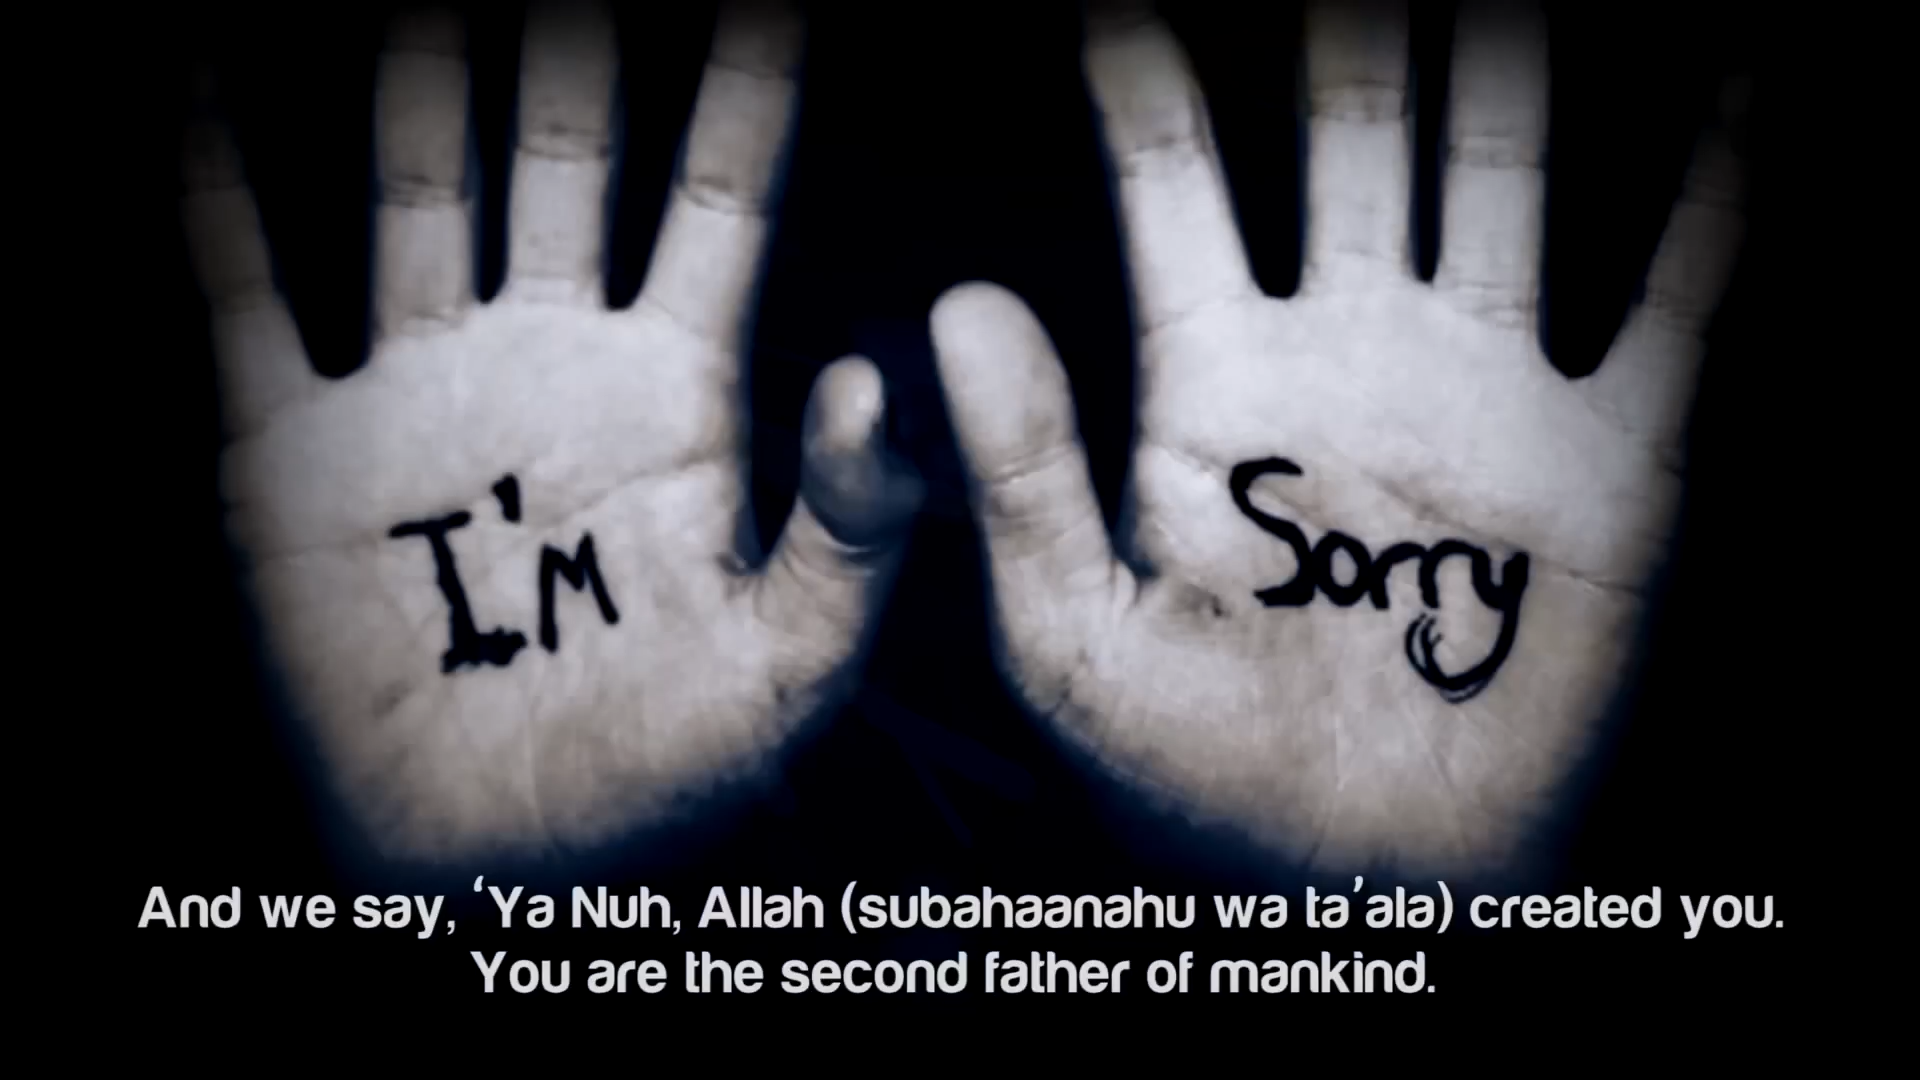 I'm Sorry
And we say, ‘Ya Nuh, Allah (subahaanahu wa ta’ala) created you.
You are the second father of mankind.